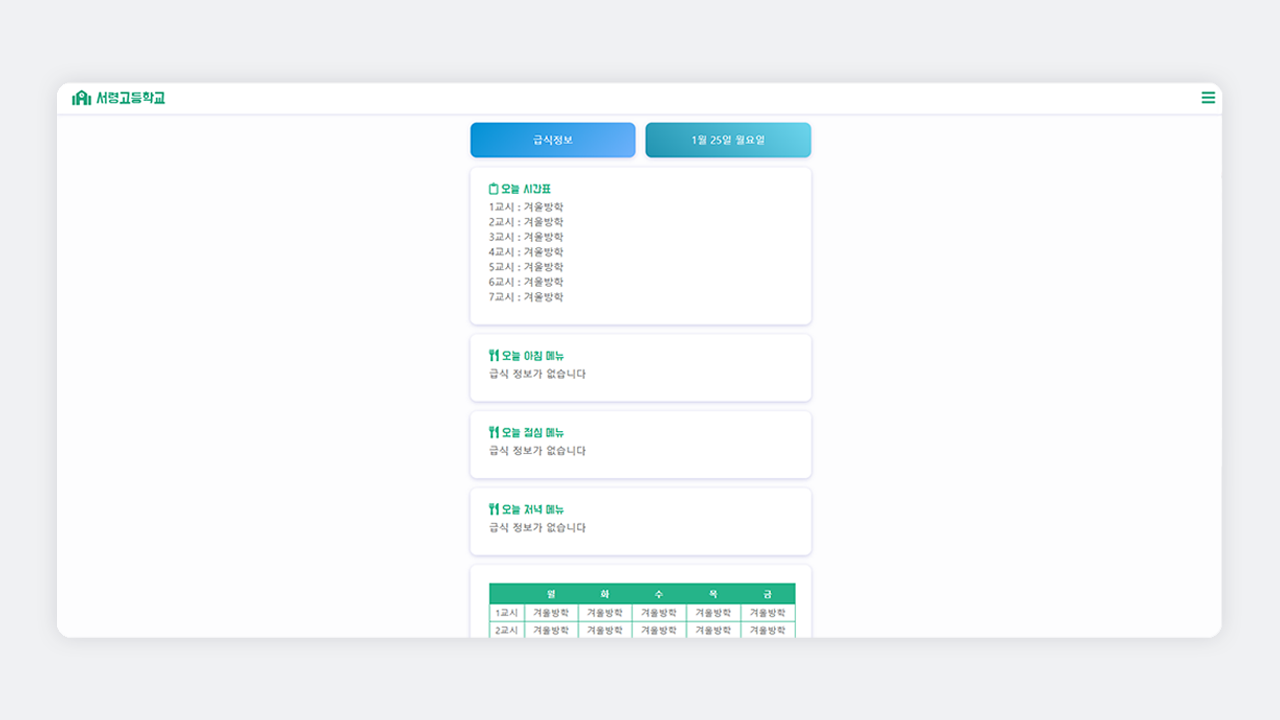 서령고등학교
급식정보
1월 25일 월요일
오늘 시간표
1교시 : 겨울방학
2교시 : 겨울방학
3교시 : 겨울방학
4교시 : 겨울방학
5교시 : 겨울방학
6교시 : 겨울방학
7교시 : 겨울방학
오늘 아침 메뉴
급식 정보가 없습니다
오늘 점심 메뉴
급식 정보가 없습니다
오늘 저녁 메뉴
급식 정보가 없습니다
월 화 수 목 금
1교시 겨울방학 겨울방학 겨울방학 겨울방학 겨울방학
2교시 겨울방학 겨울방학 겨울방학 겨울방학 겨울방학